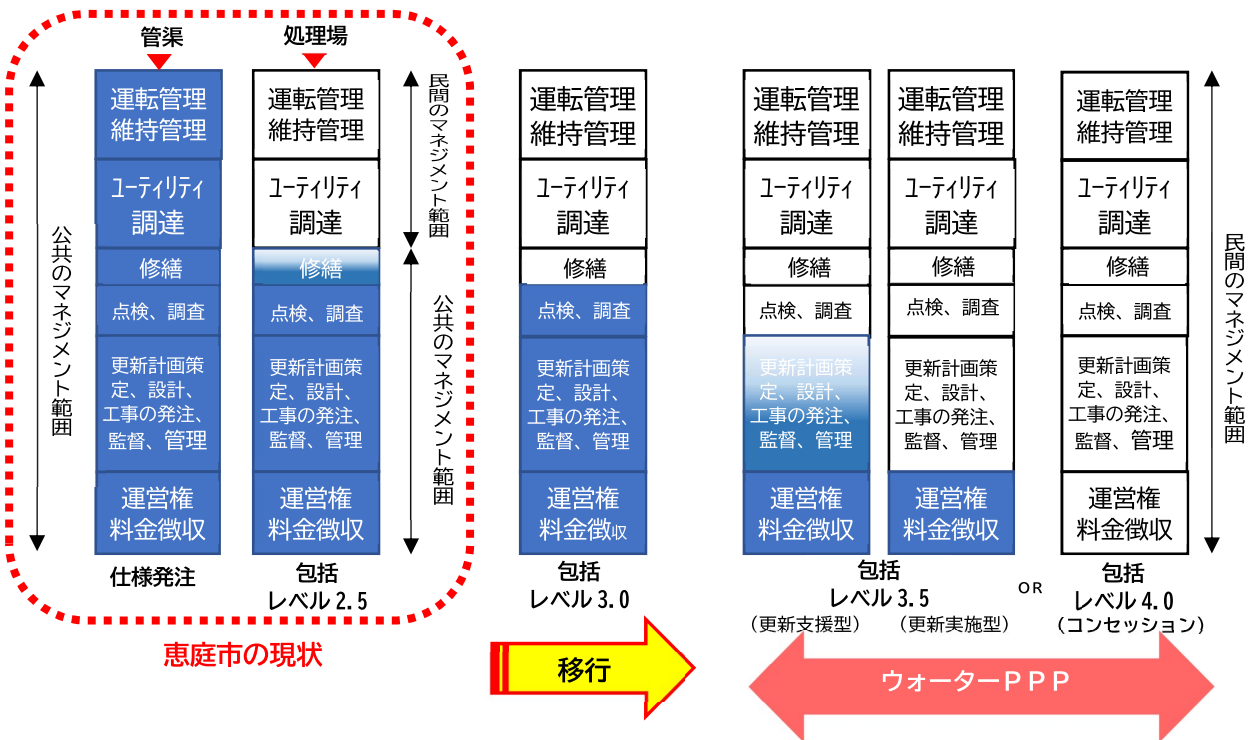 管渠
処理場
公共のマネジメント範囲
運転管理
維持管理
ユーティリティ
調達
修繕
点検、調査
更新計画策
定、設計、
工事の発注、
監督、管理
運営権
料金徴収
仕様発注
運転管理
維持管理
ユーティリティ
調達
修繕
点検、調査
更新計画策
定、設計、
工事の発注、
監督、管理
運営権
料金徴収
包括
レベル2.5
民間のマネジメント範囲
公共のマネジメント範囲
恵庭市の現状
運転管理
維持管理
ユーティリティ
調達
修繕
点検、調査
更新計画策
定、設計、
工事の発注、
監督、管理
運営権
料金徴収
包括
レベル3.0
移行
運転管理
維持管理
ユーティリティ
調達
修繕
点検、調査
更新計画策
定、設計、
工事の発注、
監督、管理
運営権
料金徴収
運転管理
維持管理
ユーティリティ
調達
修繕
点検、調査
更新計画策
定、設計、
工事の発注、
監督、管理
運営権
料金徴収
包括
レベル3.5
(更新支援型)
(更新実施型)
OR
運転管理
維持管理
ユーティリティ
調達
修繕
点検、調査
更新計画策
定、設計、
工事の発注、
監督、管理
運営権
料金徴収
包括
レベル4.0
(コンセッション)
民間のマネジメント範囲
ウォーターPPP